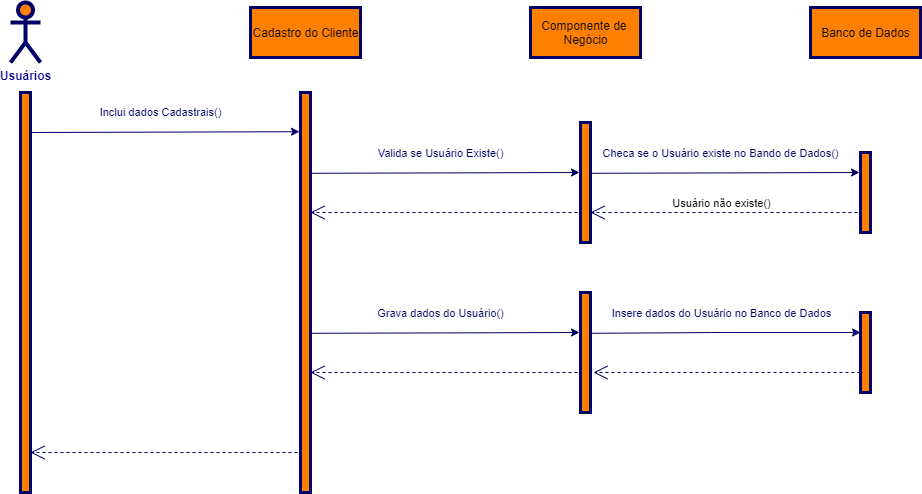 Usuários
Cadastro do Cliente
Componente de
Negócio
Banco de Dados
Inclui dados Cadastrais()
Valida se Usuário Existe()
Checa se o Usuário existe no Bando de Dados()
Usuário não existe()
Grava dados do Usuário()
Insere dados do Usuário no Banco de Dados